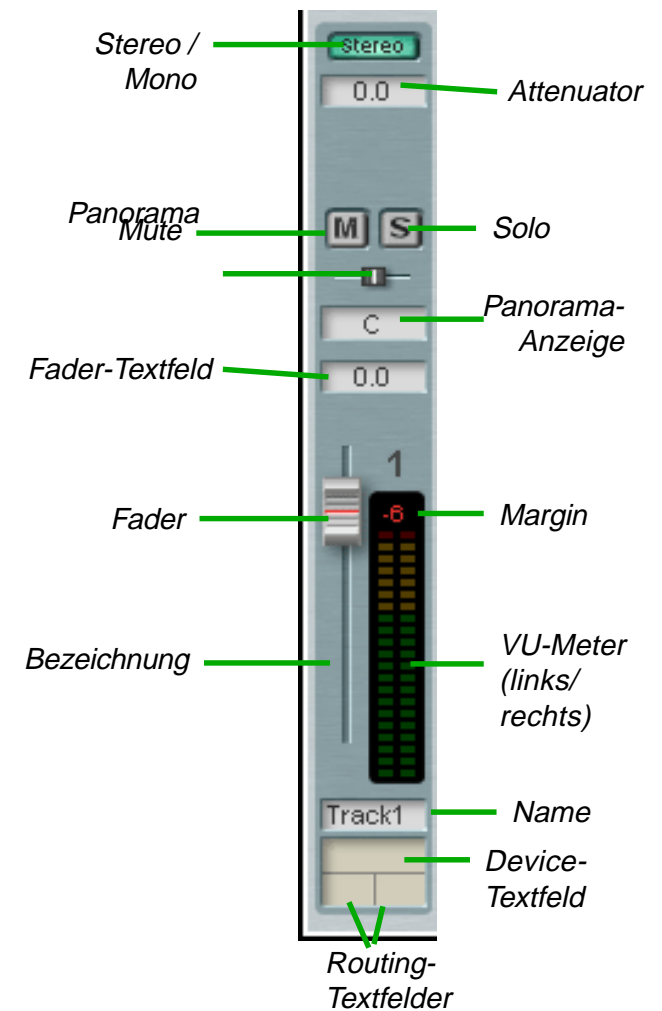 Stereo /
Mono
Stereo
0.0
Attenuator
Panorama
Mute
M
S
Solo
C
Panorama-
Anzeige
Fader-Textfeld
0.0
1
Fader
-6
Margin
Bezeichnung
VU-Meter
(links/
rechts)
Track1
Name
Device-
Textfeld
Routing-
Textfelder